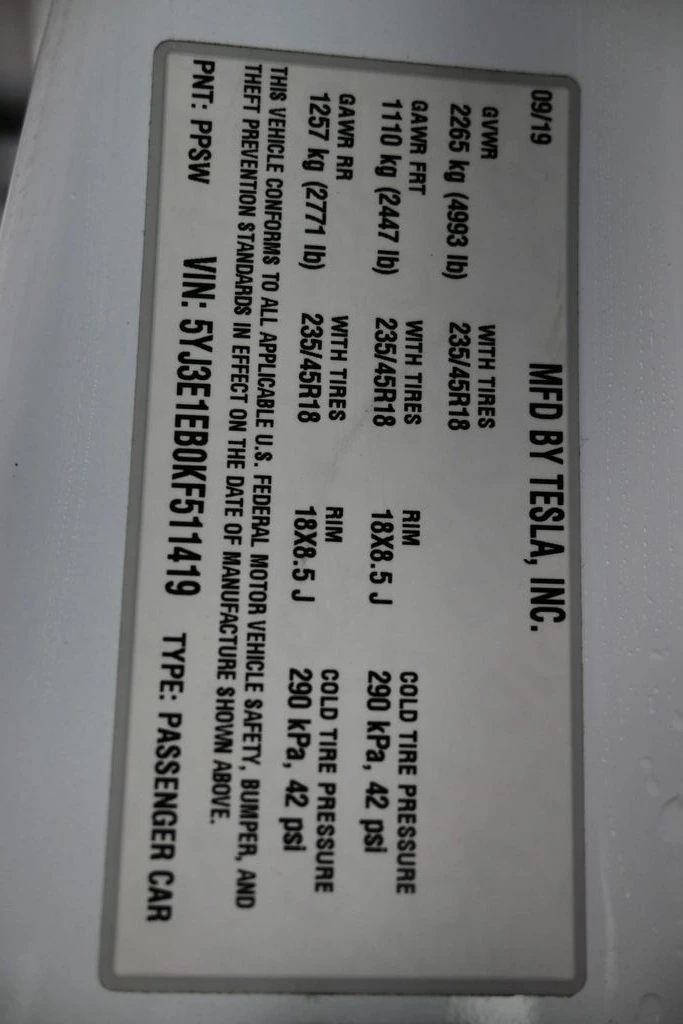 MFD BY TESLA, INC.
09/19
GVWR
2265 kg (4993 lb) WITH TIRES 235/45R18
GAWR FRT WITH TIRES RIM COLD TIRE PRESSURE
1110 kg (2447 lb) 235/45R18 18X8.5 J 290 kPa, 42 psi
GAWR RR WITH TIRES RIM COLD TIRE PRESSURE
1257 kg (2771 lb) 235/45R18 18X8.5 J 290 kPa, 42 psi
THIS VEHICLE CONFORMS TO ALL APPLICABLE U.S. FEDERAL MOTOR VEHICLE SAFETY, BUMPER, AND
THEFT PREVENTION STANDARDS IN EFFECT ON THE DATE OF MANUFACTURE SHOWN ABOVE.
PNT: PPSW VIN: 5YJ3E1EB0KF511419 TYPE: PASSENGER CAR